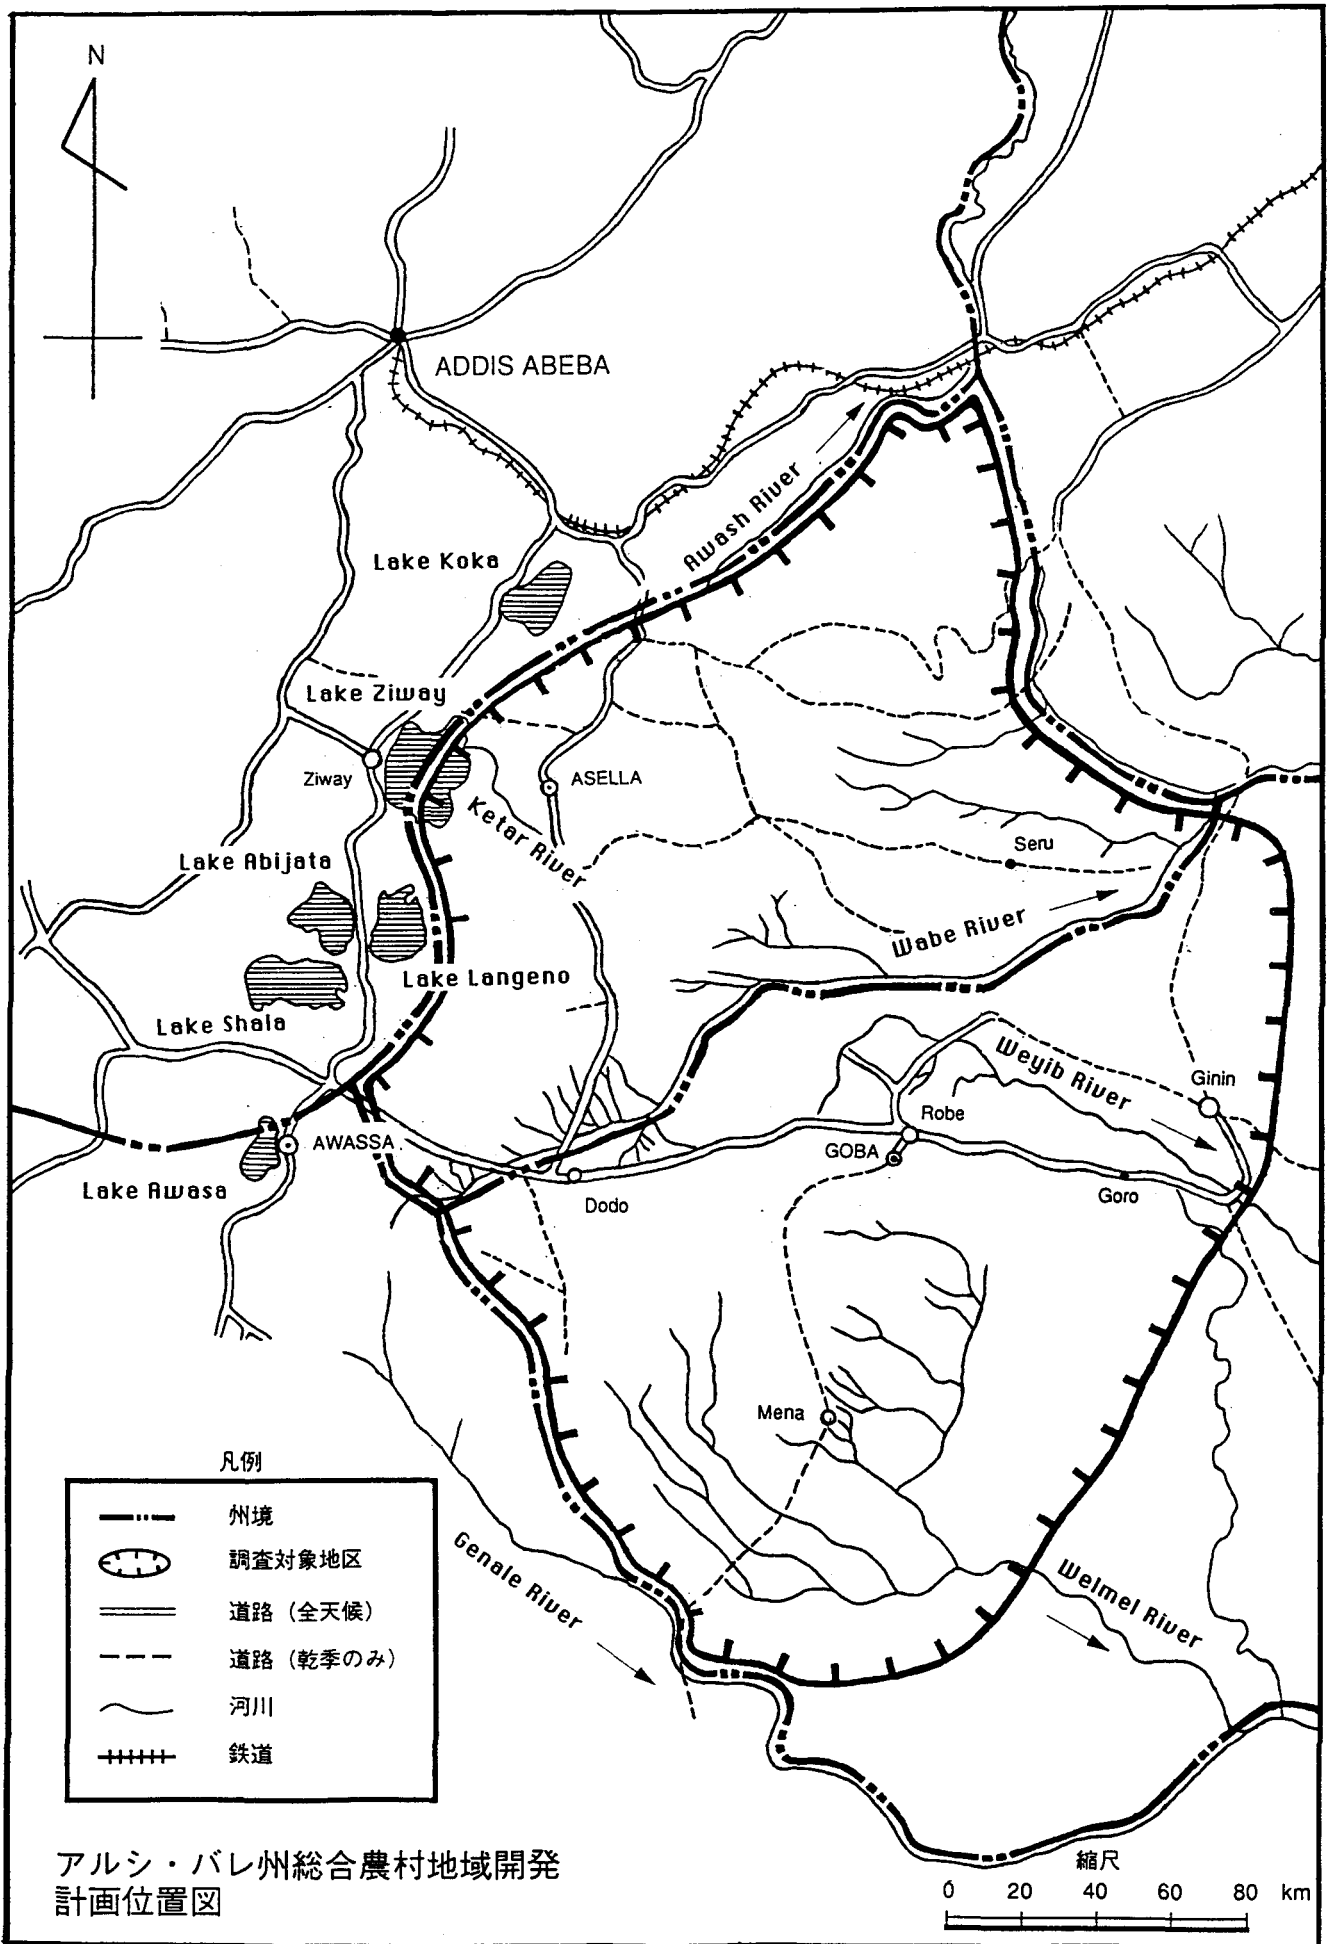 N
ADDIS ABEBA
Awash River
Lake Koka
Lake Ziway
Ziway
ASELLA
Ketar River
Seru
Lake Abijata
Wabe River
Lake Langeno
Lake Shala
Weyib River
Ginin
Robe
AWASSA
GOBA
Lake Awasa
Dodo
Goro
Mena
凡例
州境
調査対象地区
道路（全天候）
道路（乾季のみ）
河川
鉄道
Genale River
Welmel River
アルシ・バレ州総合農村地域開発
計画位置図
縮尺
0 20 40 60 80 km